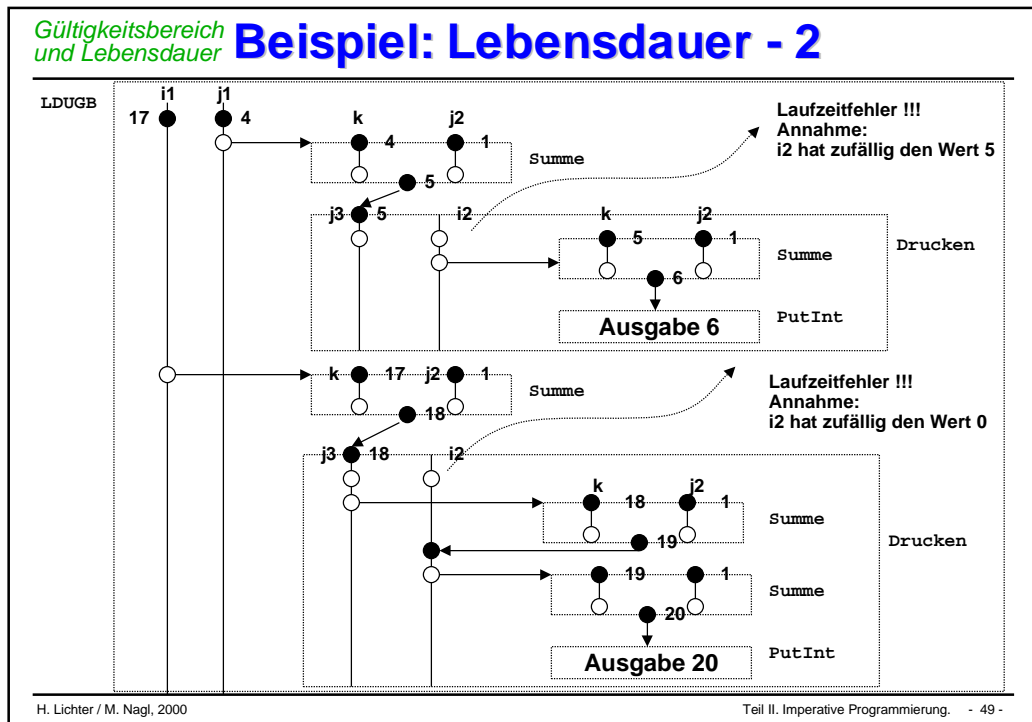 Gültigkeitsbereich
und Lebensdauer
Beispiel: Lebensdauer - 2
LDUGB
i1 j1
17 4
k j2
4 1
Summe
5
Laufzeitfehler !!!
Annahme:
i2 hat zufällig den Wert 5
j3 5 i2
k j2
5 1
Summe
Drucken
6
Ausgabe 6
PutInt
k 17 j2 1
Summe
18
Laufzeitfehler !!!
Annahme:
i2 hat zufällig den Wert 0
j3 18 i2
k j2
18 1
Summe
19
Drucken
19 1
Summe
20
Ausgabe 20
PutInt
H. Lichter / M. Nagl, 2000
Teil II. Imperative Programmierung. - 49 -